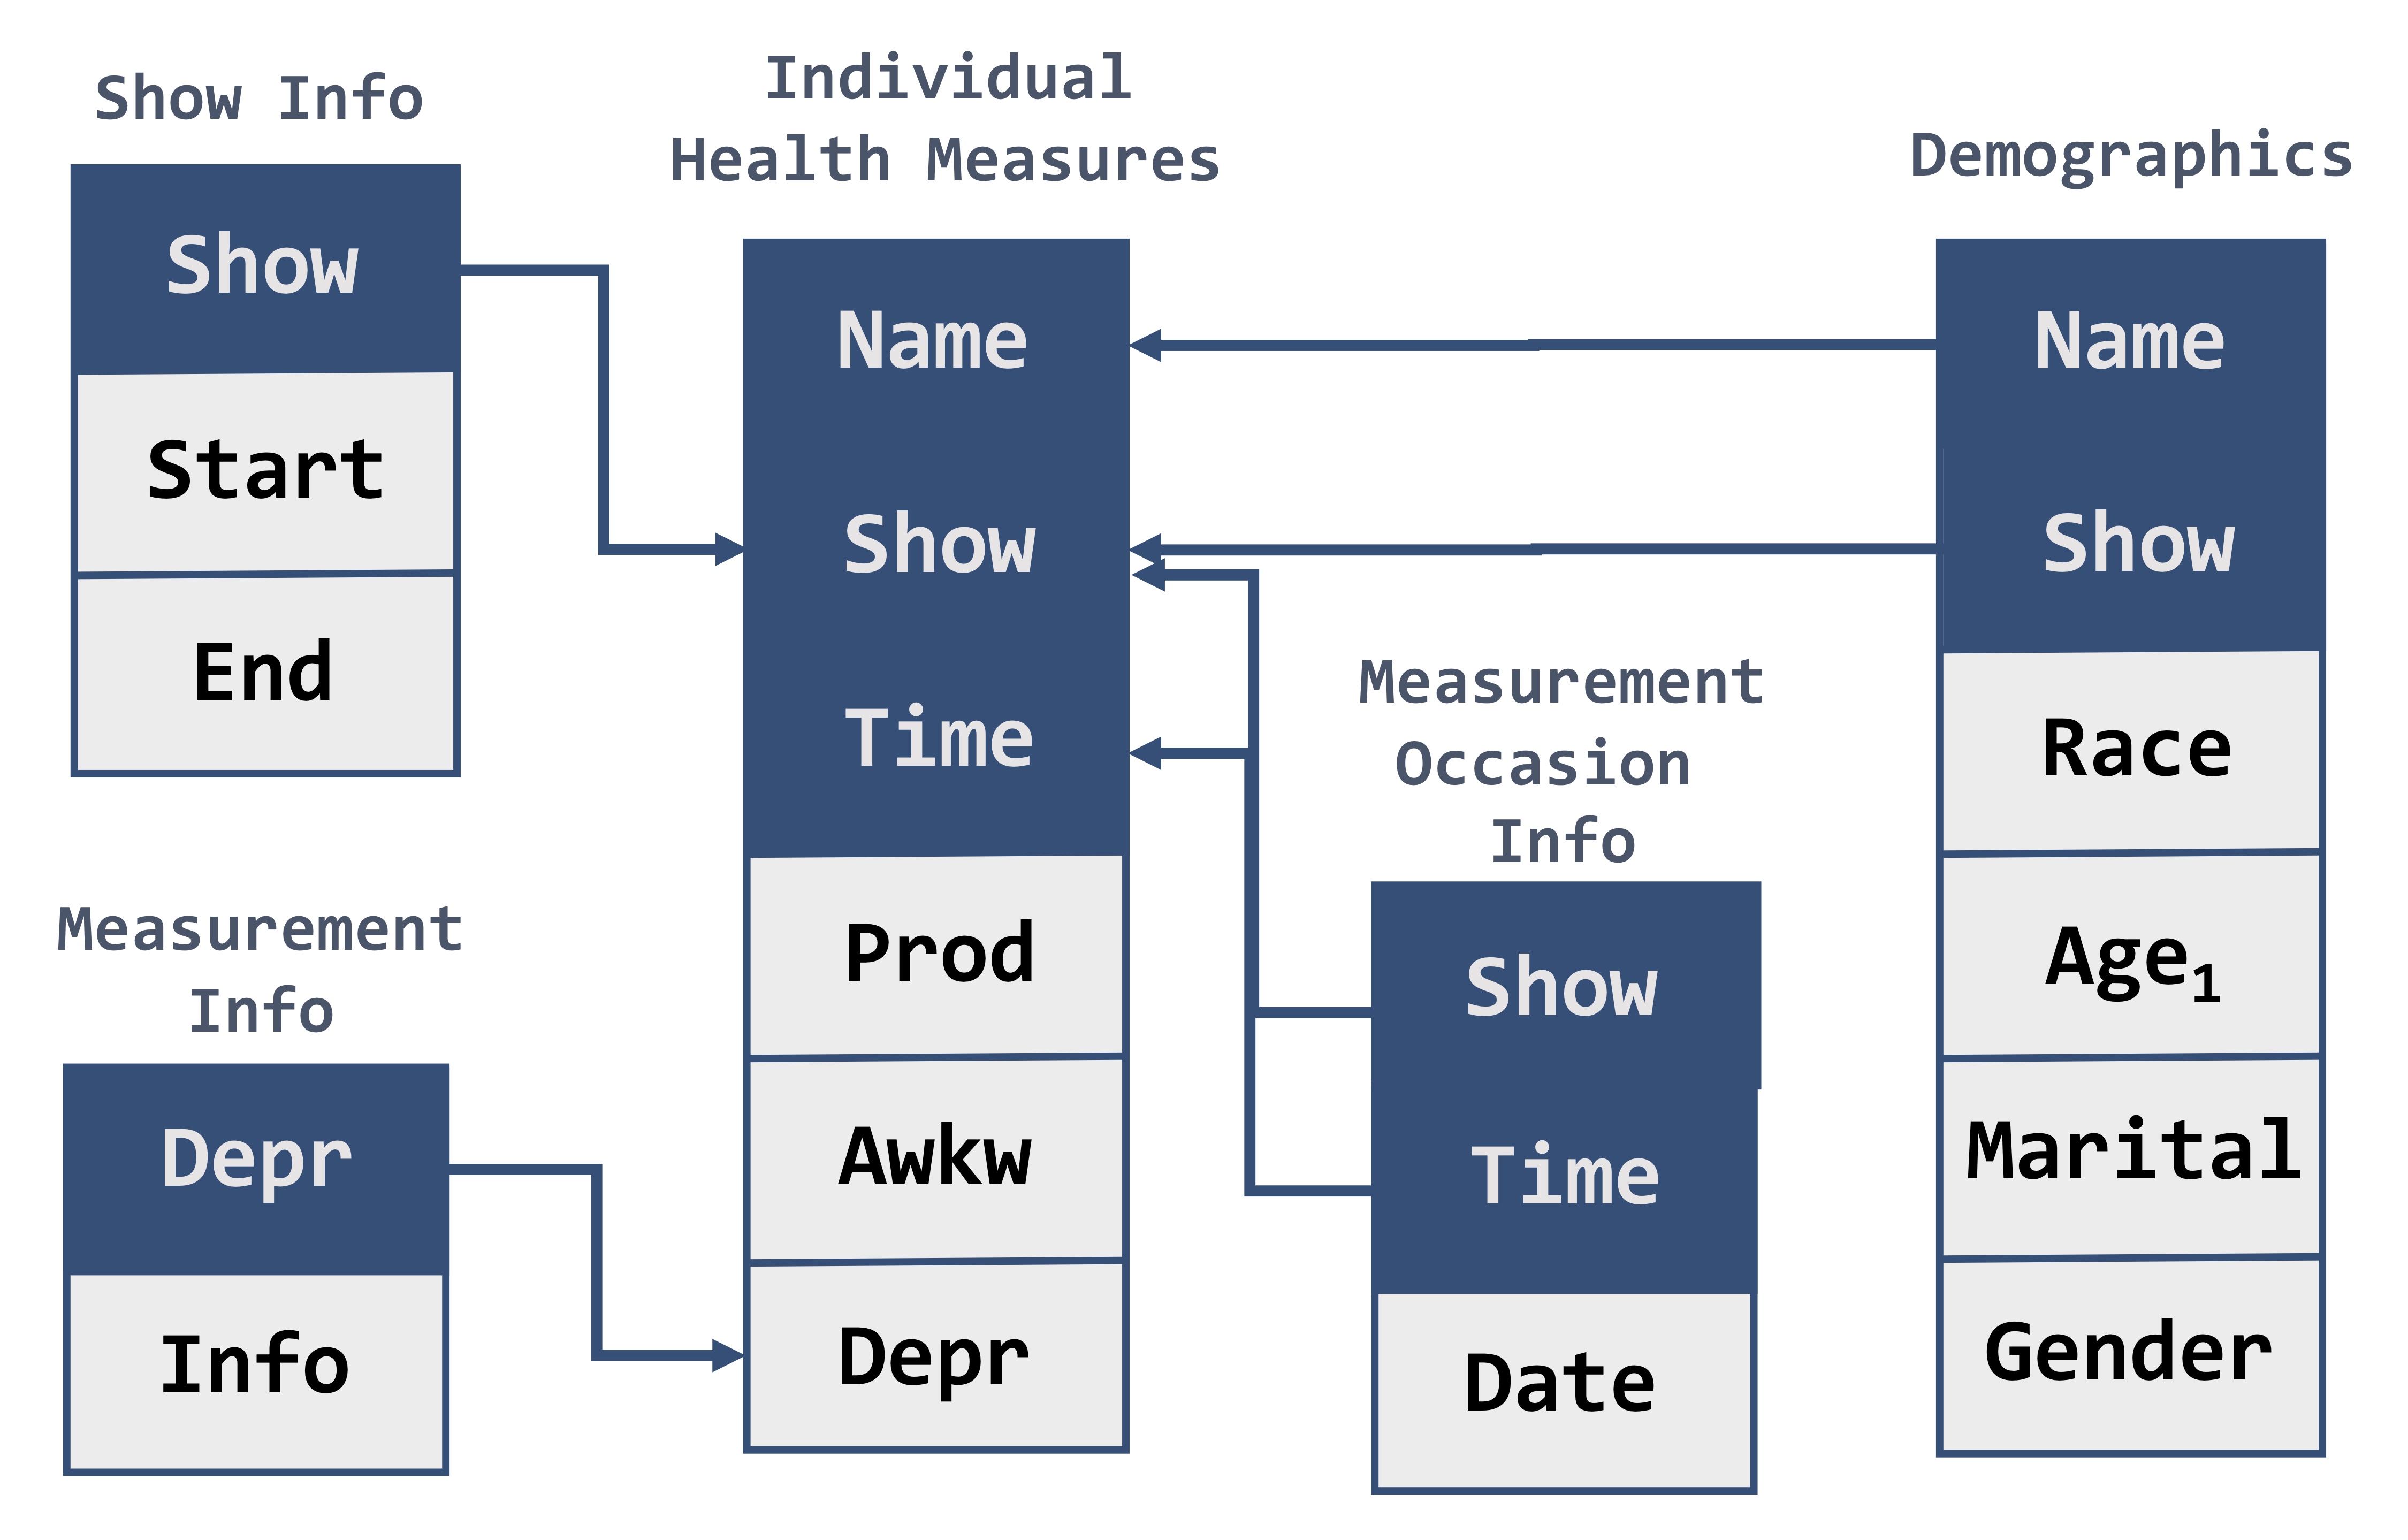 Show Info
Show
Start
End
Measurement
Info
Depr
Info
Individual
Health Measures
Name
Show
Time
Prod
Awkw
Depr
Measurement
Occasion
Info
Show
Time
Date
Demographics
Name
Show
Race
Age₁
Marital
Gender